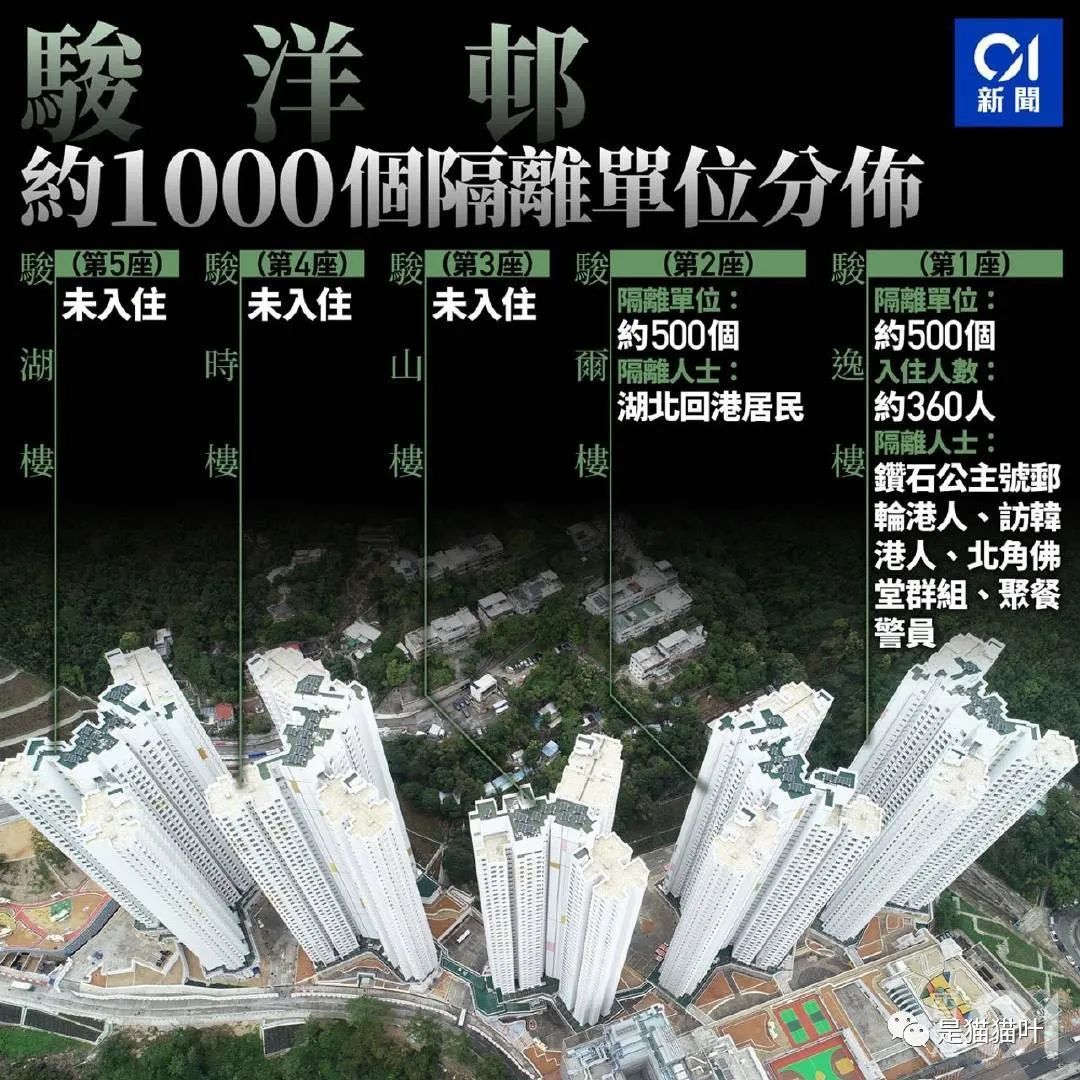 駿洋邨
01
新聞
約1000個隔離單位分佈
駿湖樓
(第5座)
未入住
駿時樓
(第4座)
未入住
駿山樓
(第3座)
未入住
駿爾樓
(第2座)
隔離單位：
約500個
隔離人士：
湖北回港居民
駿逸樓
(第1座)
隔離單位：
約500個
入住人數：
約360人
隔離人士：
鑽石公主號郵
輪港人、訪韓
港人、北角佛
堂群組、聚餐
警員
是猫猫叶